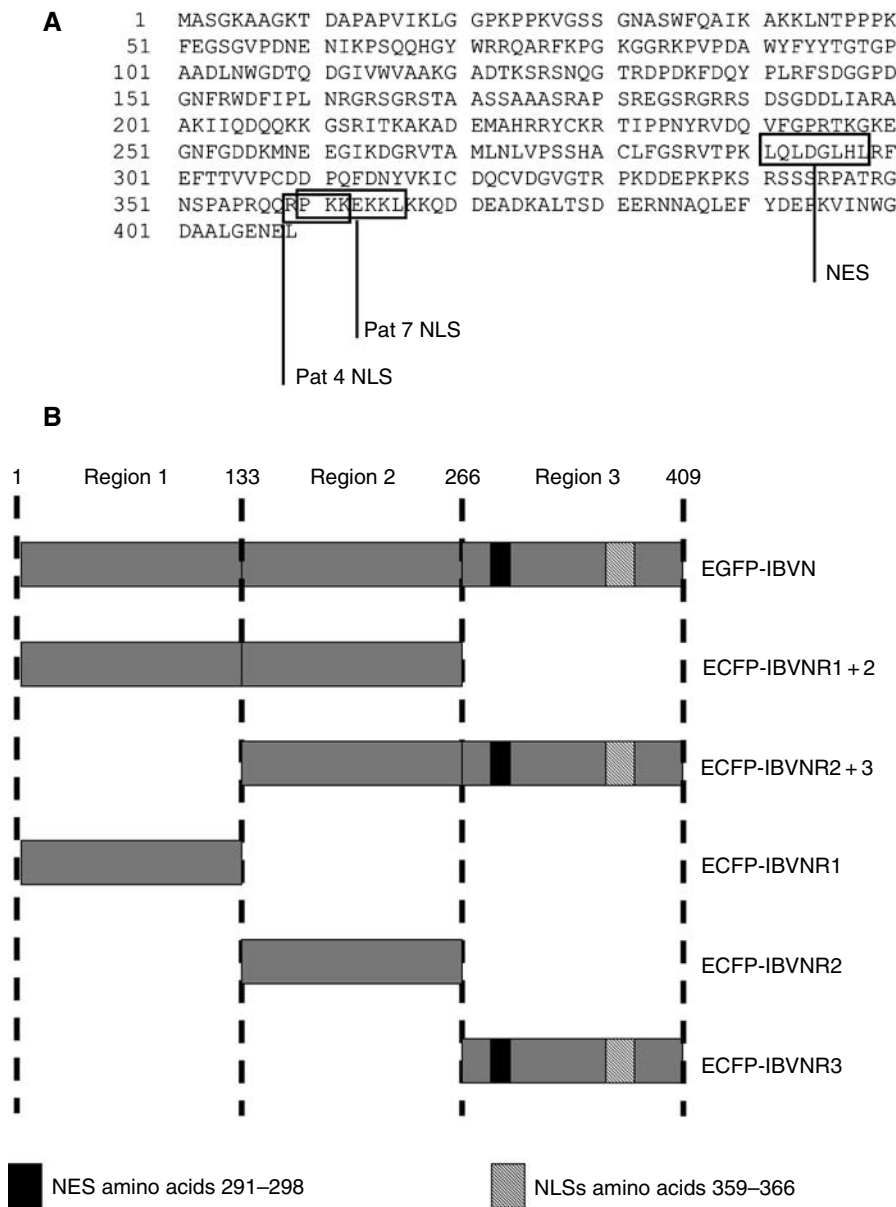 A
1 MASGKAAGKT DAPAPVIKLG GPKPPKVGSS GNASWFQAIK AKKLNTPPPK
51 FEGSGVPDNE NIKPSQQHGY WRRQARFKPG KGGRKPVPDA WYFYYTGTGP
101 AADLNWGDTQ DGIVWVAAKG ADTKSRSNQG TRDPDKFDQY PLRFSDGGPD
151 GNFRWDFIPL NRGRSGRSTA ASSAAASRAP SREGSRGRRS DSGDDLIARA
201 AKIIQDQQKK GSRITKAKAD EMAHRRYCKR TIPPNYRVDQ VFGPRTKGKE
251 GNFGDDKMNE EGIKDGRVTA MLNLVPSSHA CLFGSRVTPK LQLDGLHLRF
301 EFTTVVPCDD PQFDNYVKIC DQCVDGVGTR PKDDEPKPKS RSSSRPATRG
351 NSPAPRQQRP KKEKKLKKQD DEADKALTSD EERNNAQLEF YDEPKVINWG
401 DAALGENEL
NES
Pat 7 NLS
Pat 4 NLS
B
1 Region 1 133 Region 2 266 Region 3 409
EGFP-IBVN
ECFP-IBVNR1 + 2
ECFP-IBVNR2 + 3
ECFP-IBVNR1
ECFP-IBVNR2
ECFP-IBVNR3
NES amino acids 291–298 NLSs amino acids 359–366